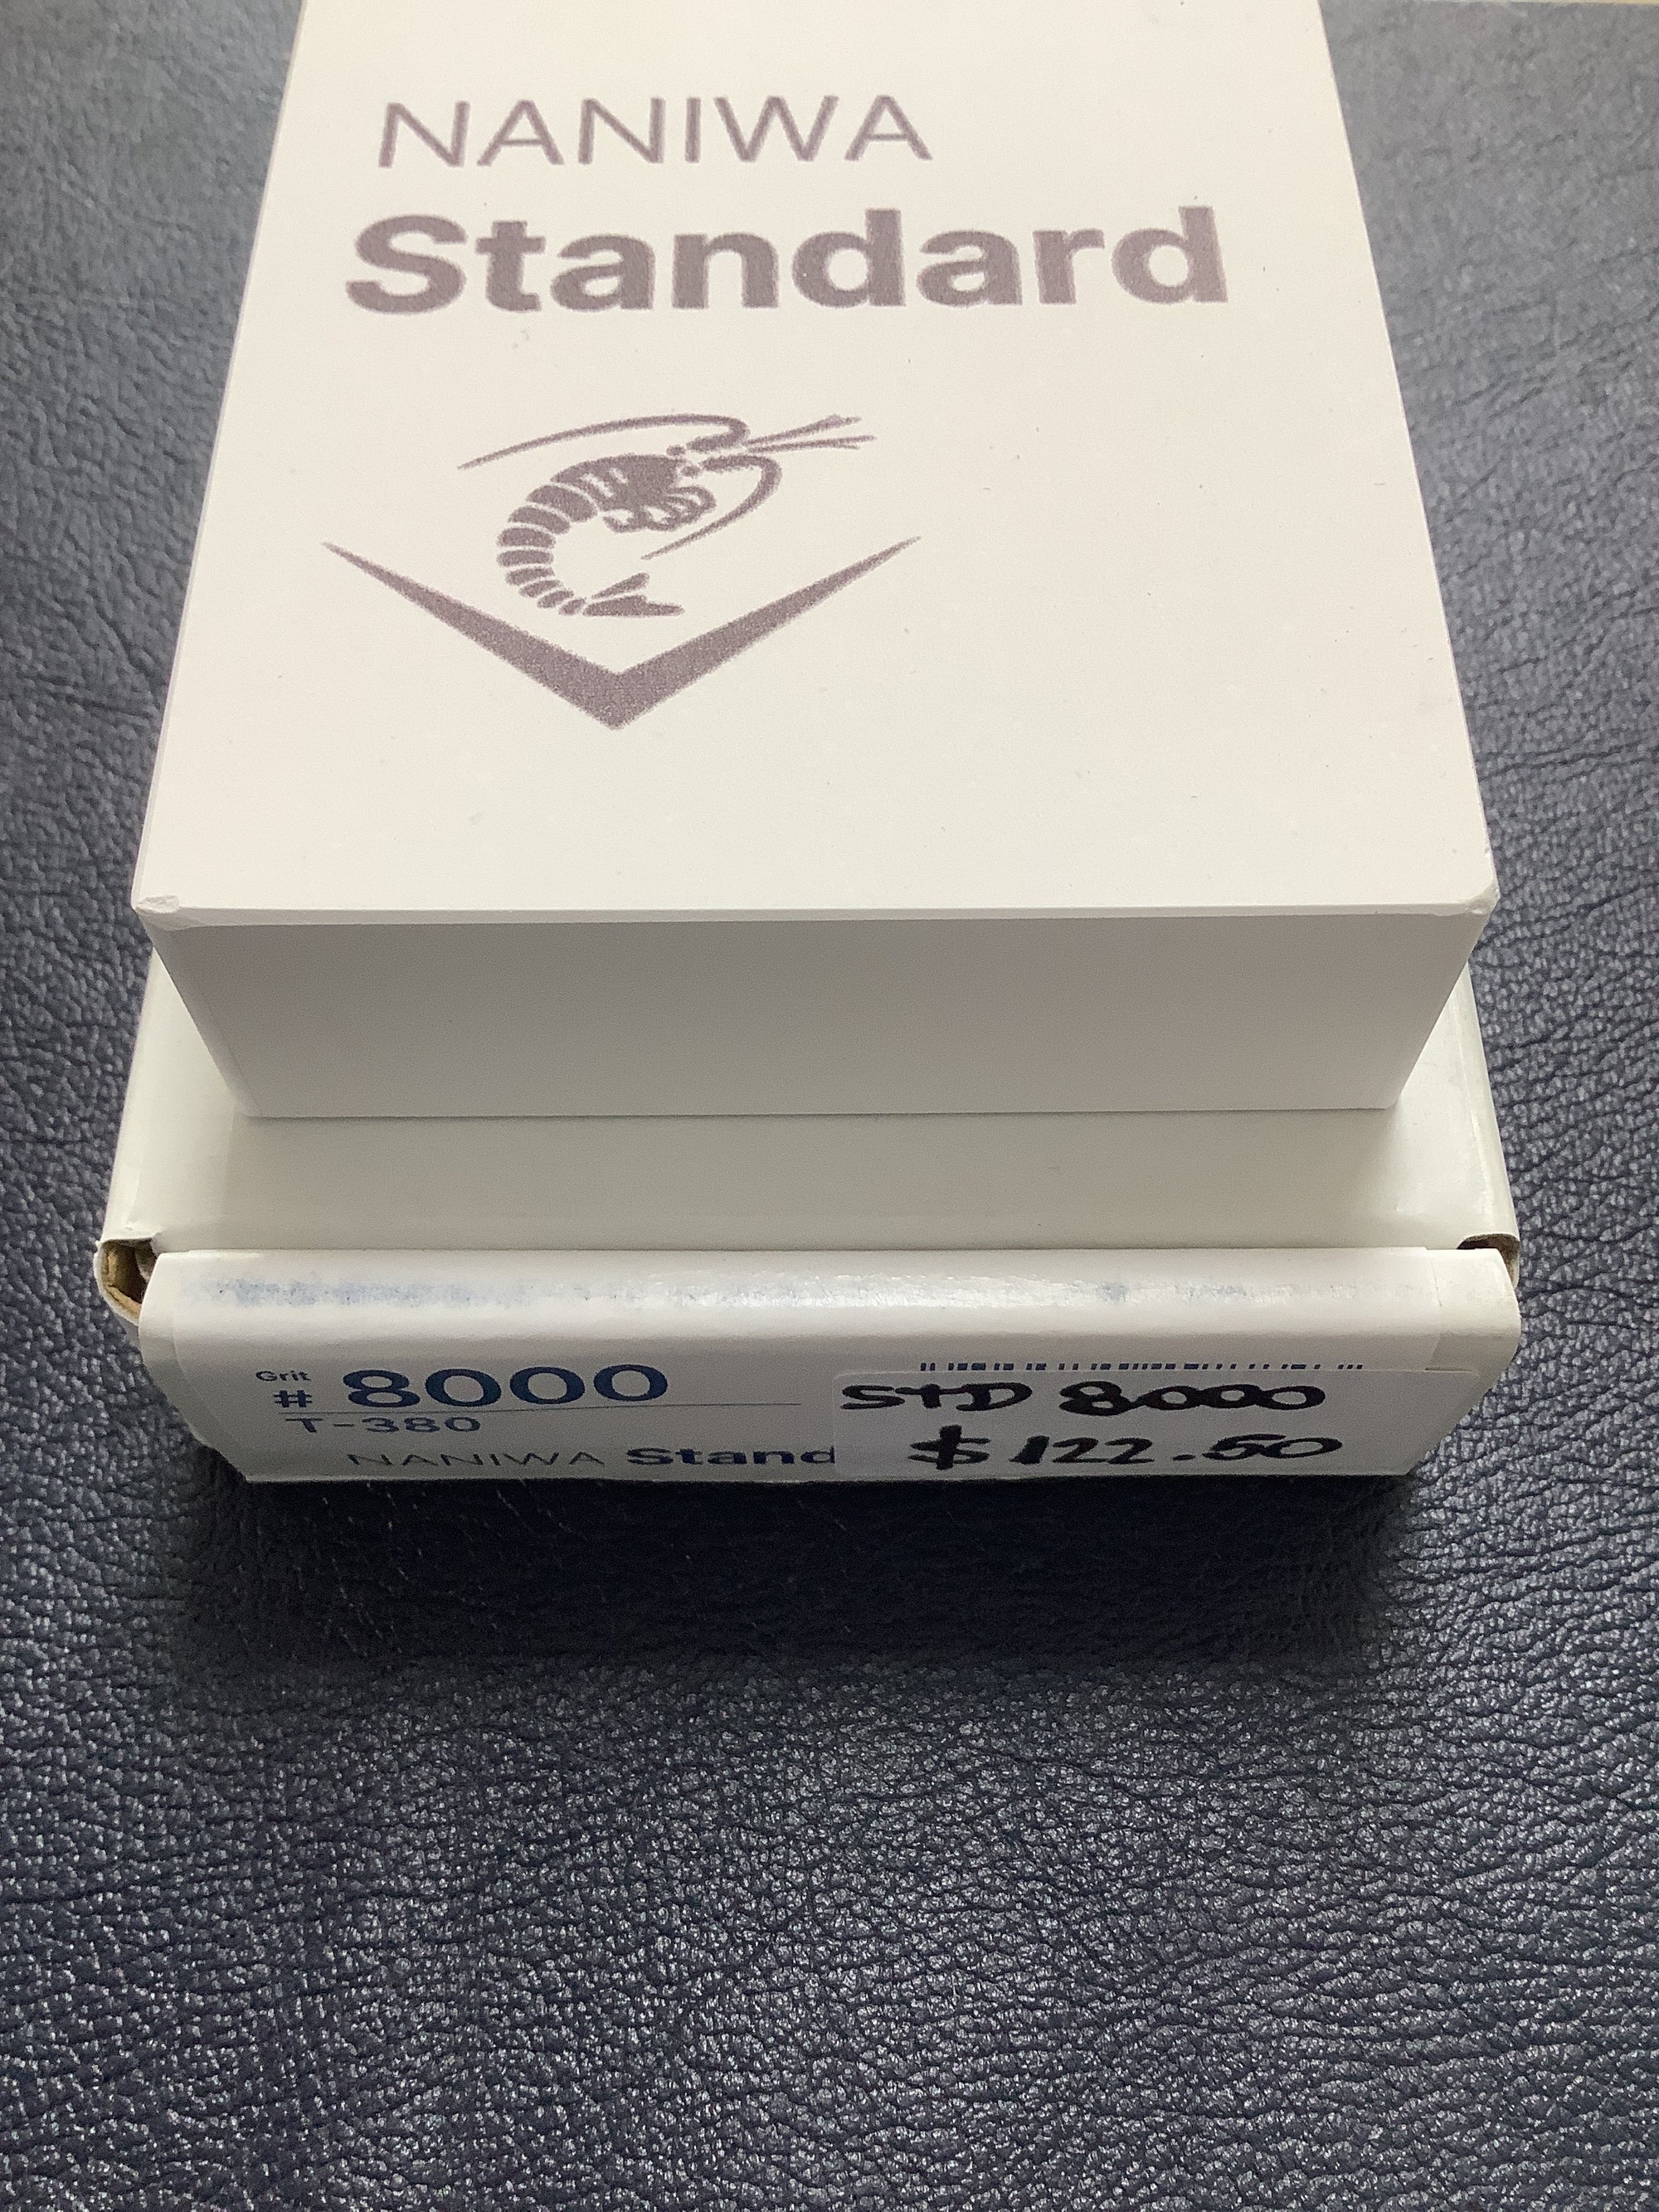 NANIWA
Standard
Grit
# 8000
T-380
NANIWA Stand
STD 8000
$122.50